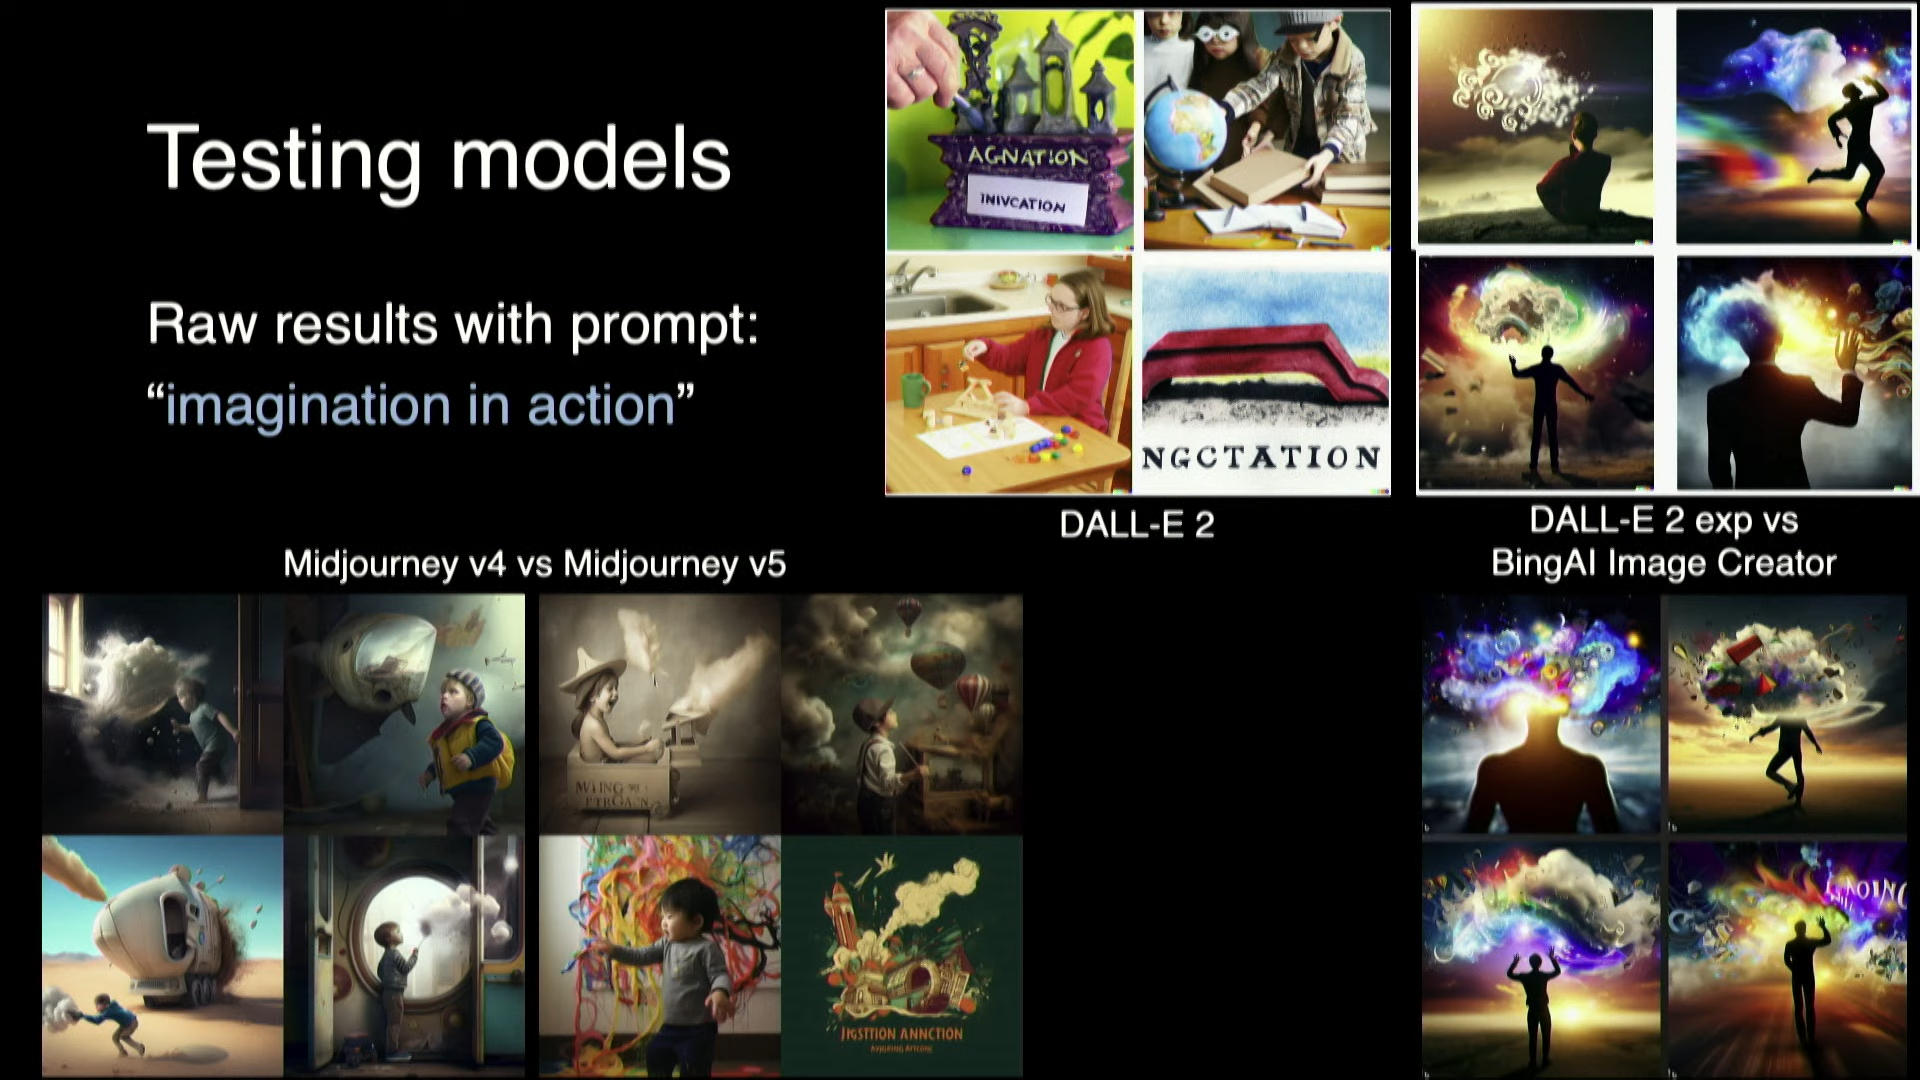 Testing models
Raw results with prompt:
“imagination in action”
AGNATION
INIVCATION
NGCTATION
DALL-E 2
DALL-E 2 exp vs
BingAI Image Creator
Midjourney v4 vs Midjourney v5
JIGSTION ANNCTION